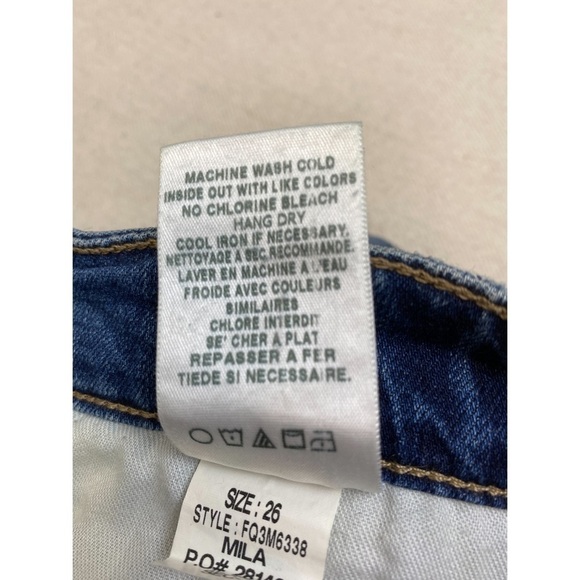 MACHINE WASH COLD
INSIDE OUT WITH LIKE COLORS
NO CHLORINE BLEACH
HANG DRY
COOL IRON IF NECESSARY.
NETTOYAGE A SEC RECOMMANDE.
LAVER EN MACHINE A L'EAU
FROIDE AVEC COULEURS
SIMILAIRES
CHLORE INTERDIT
SE' CHER A PLAT
REPASSER A FER
TIEDE SI NECESSAIRE.
SIZE : 26
STYLE : FQ3M6338
MILA
P.O#